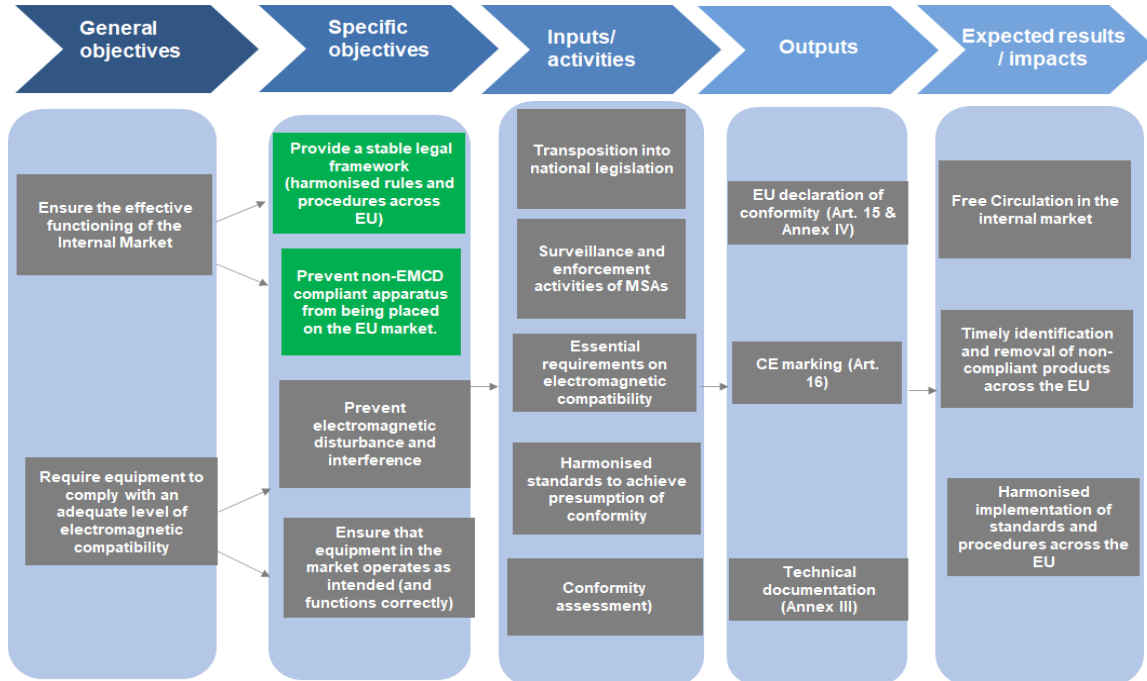 General
objectives
Specific
objectives
Inputs/
activities
Outputs
Expected results
/ impacts
Ensure the effective
functioning of the
Internal Market
Require equipment to
comply with an
adequate level of
electromagnetic
compatibility
Provide a stable legal
framework
(harmonised rules and
procedures across
EU)
Prevent non-EMCD
compliant apparatus
from being placed
on the EU market.
Prevent
electromagnetic
disturbance and
interference
Ensure that
equipment in the
market operates as
intended (and
functions correctly)
Transposition into
national legislation
Surveillance and
enforcement
activities of MSAs
Essential
requirements on
electromagnetic
compatibility
Harmonised
standards to achieve
presumption of
conformity
Conformity
assessment)
EU declaration of
conformity (Art. 15 &
Annex IV)
CE marking (Art.
16)
Technical
documentation
(Annex III)
Free Circulation in the
internal market
Timely identification
and removal of non-
compliant products
across the EU
Harmonised
implementation of
standards and
procedures across the
EU